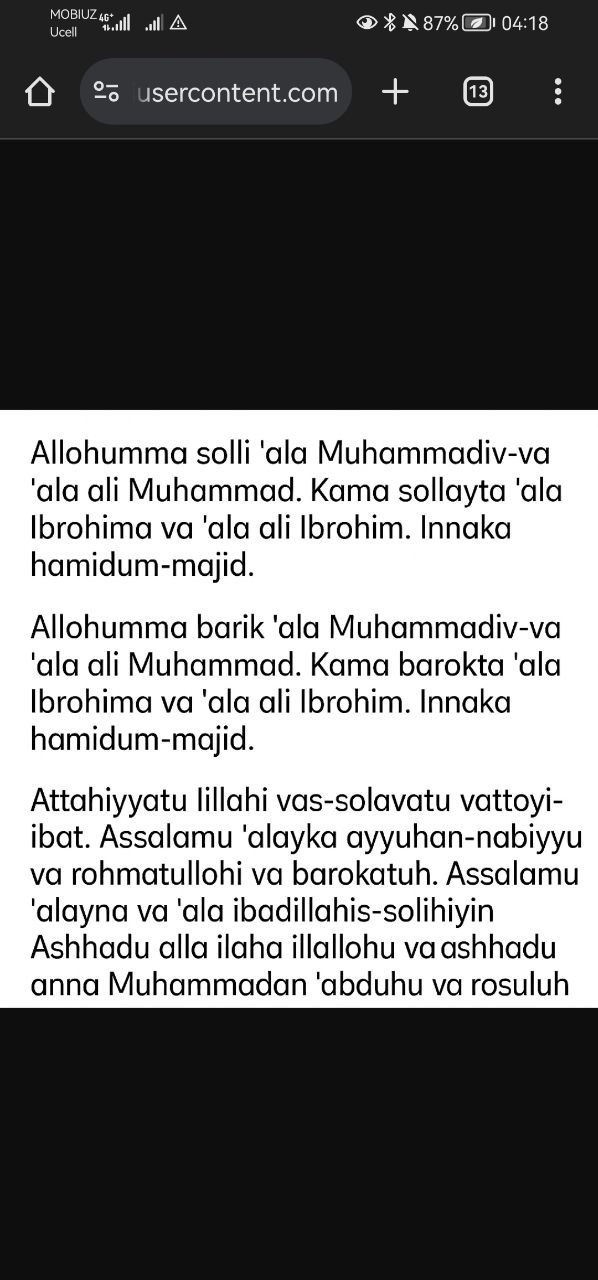 MOBIUZ 4G+
Ucell
87% 04:18
usercontent.com
13
Allohumma solli 'ala Muhammadiv-va
'ala ali Muhammad. Kama sollayta 'ala
Ibrohima va 'ala ali Ibrohim. Innaka
hamidum-majid.
Allohumma barik 'ala Muhammadiv-va
'ala ali Muhammad. Kama barokta 'ala
Ibrohima va 'ala ali Ibrohim. Innaka
hamidum-majid.
Attahiyyatu lillahi vas-solavatu vattoyi-
ibat. Assalamu 'alayka ayyuhan-nabiyyu
va rohmatullohi va barokatuh. Assalamu
'alayna va 'ala ibadillahis-solihiyin
Ashhadu alla ilaha illallohu va ashhadu
anna Muhammadan 'abduhu va rosuluh